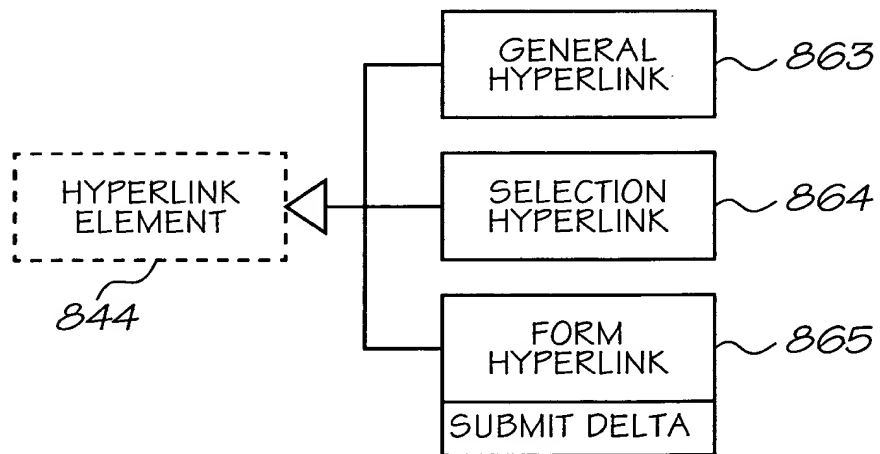 GENERAL
HYPERLINK
863
HYPERLINK
ELEMENT
844
SELECTION
HYPERLINK
864
FORM
HYPERLINK
865
SUBMIT DELTA